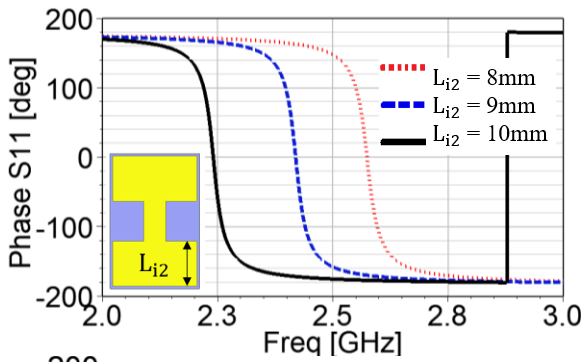 200
100
0
-100
-200
Phase S11 [deg]
2.0
2.3
2.5
2.8
3.0
Freq [GHz]
Li2 = 8mm
Li2 = 9mm
Li2 = 10mm
Li2